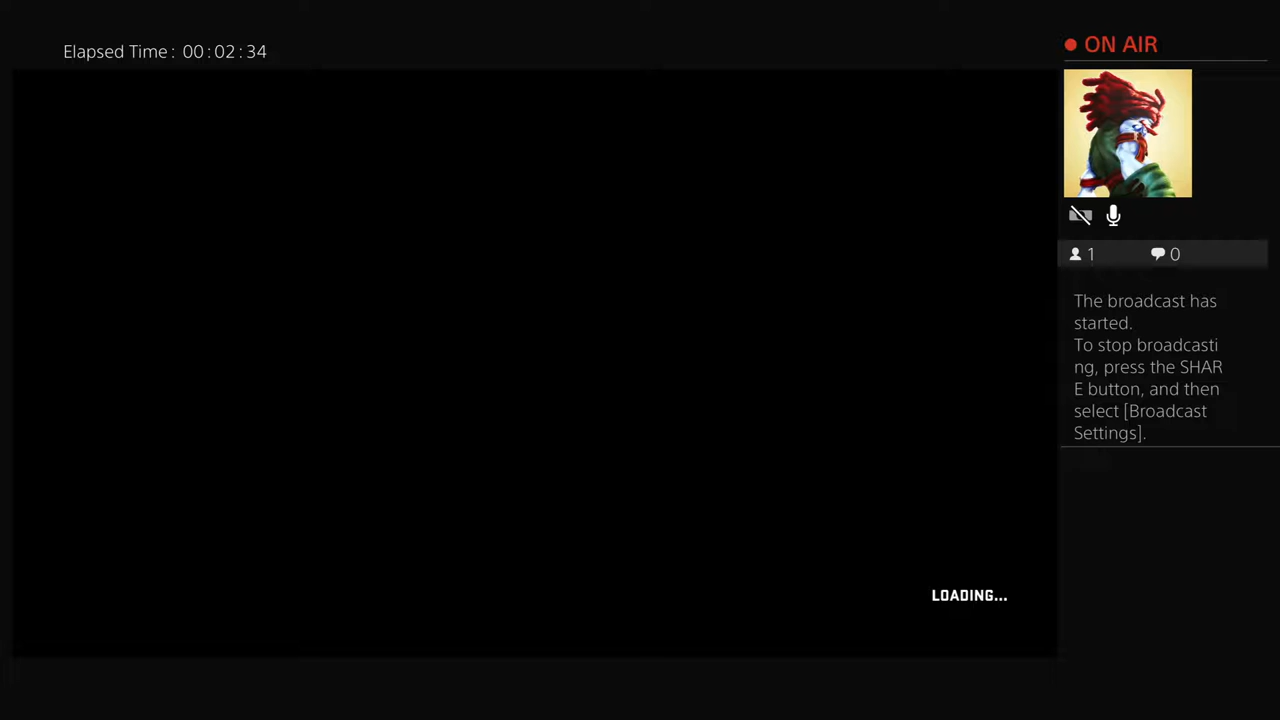 Elapsed Time: 00:02:34
ON AIR
1 0
The broadcast has
started.
To stop broadcasti
ng, press the SHAR
E button, and then
select [Broadcast
Settings].
LOADING...